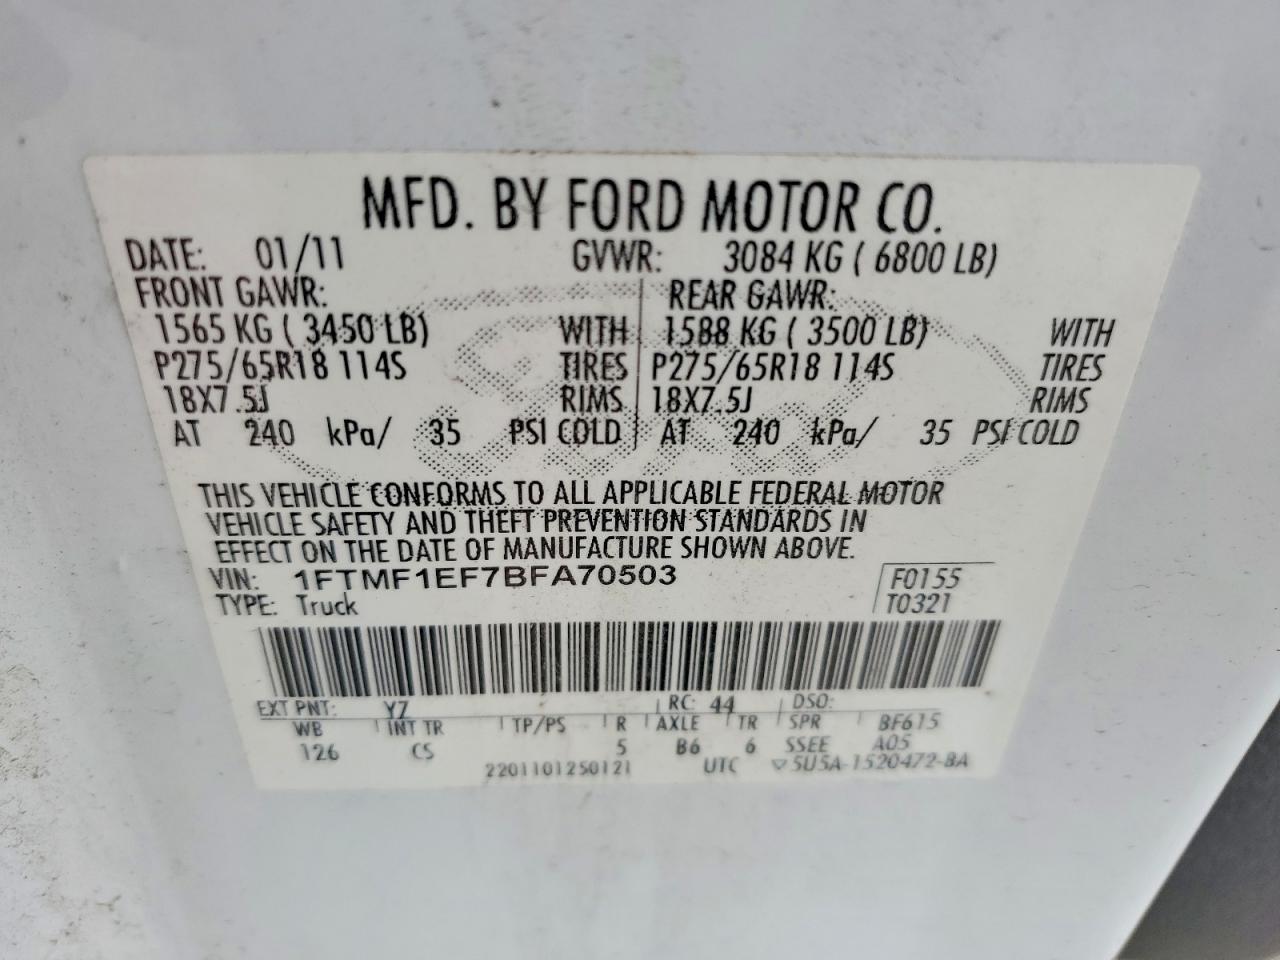 MFD. BY FORD MOTOR CO.
DATE: 01/11 GVWR: 3084 KG ( 6800 LB)
FRONT GAWR: REAR GAWR:
1565 KG ( 3450 LB) WITH 1588 KG ( 3500 LB) WITH
P275/65R18 114S TIRES P275/65R18 114S TIRES
18X7.5J RIMS 18X7.5J RIMS
AT 240 kPa/ 35 PSI COLD AT 240 kPa/ 35 PSI COLD
THIS VEHICLE CONFORMS TO ALL APPLICABLE FEDERAL MOTOR
VEHICLE SAFETY AND THEFT PREVENTION STANDARDS IN
EFFECT ON THE DATE OF MANUFACTURE SHOWN ABOVE.
VIN: 1FTMF1EF7BFA70503 F0155
TYPE: Truck T0321
EXT PNT: YZ RC: 44 DSO:
WB INT TR TP/PS R AXLE TR SPR BF615
126 CS 5 B6 6 SSEE A05
2201101250121 UTC ▽5U5A-1520472-BA